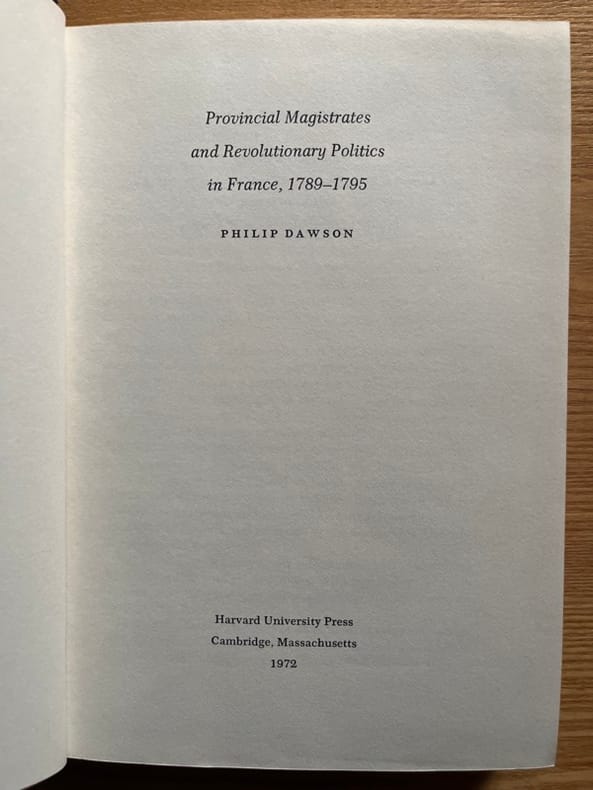 Provincial Magistrates
and Revolutionary Politics
in France, 1789–1795
PHILIP DAWSON
Harvard University Press
Cambridge, Massachusetts
1972